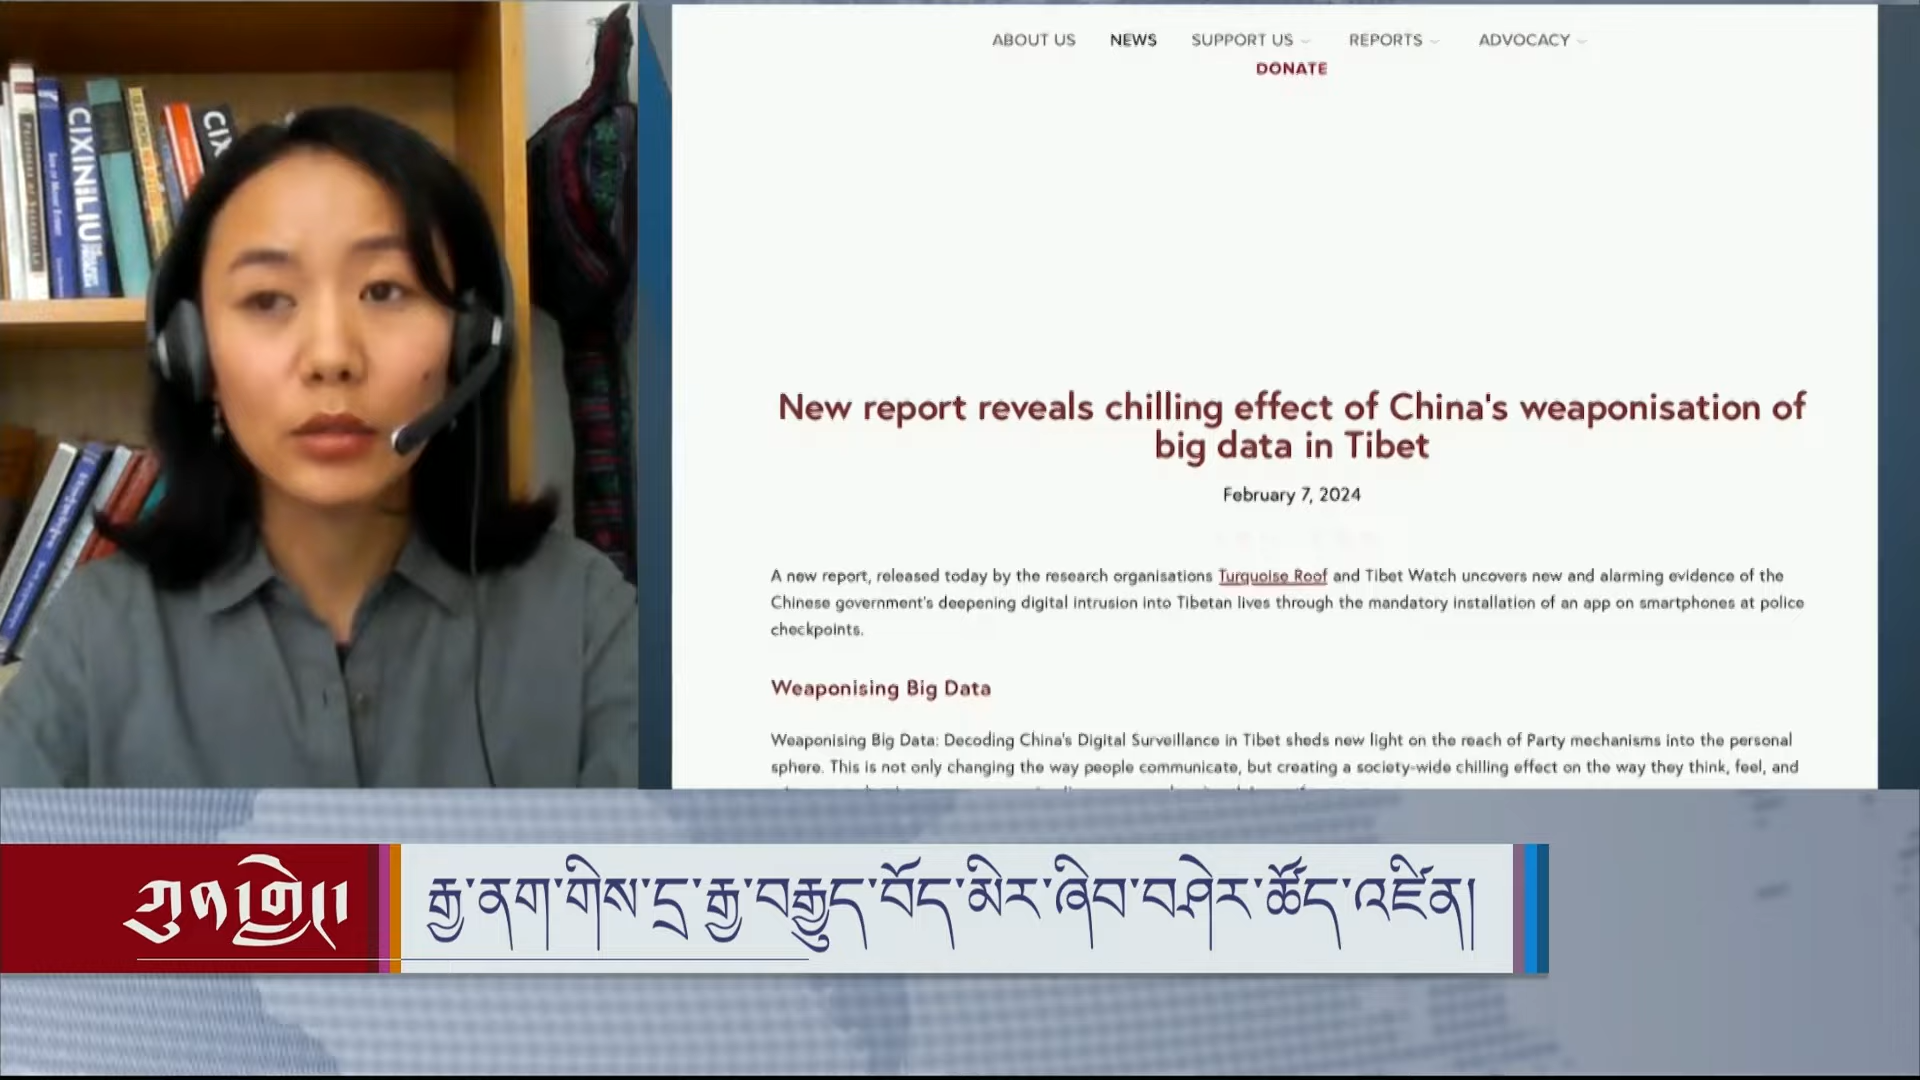 CIXINLIU
ABOUT US NEWS SUPPORT US REPORTS ADVOCACY
DONATE
New report reveals chilling effect of China's weaponisation of
big data in Tibet
February 7, 2024
A new report, released today by the research organisations Turquoise Roof and Tibet Watch uncovers new and alarming evidence of the
Chinese government's deepening digital intrusion into Tibetan lives through the mandatory installation of an app on smartphones at police
checkpoints.
Weaponising Big Data
Weaponising Big Data: Decoding China's Digital Surveillance in Tibet sheds new light on the reach of Party mechanisms into the personal
sphere. This is not only changing the way people communicate, but creating a society-wide chilling effect on the way they think, feel, and
ཀུན་གླེང།
རྒྱ་ནག་གིས་དྲ་རྒྱ་བརྒྱུད་བོད་མིར་ཞིབ་བཤེར་ཚོད་འཛིན།